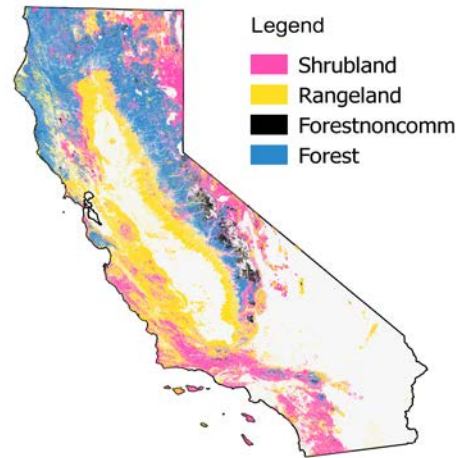 Legend
Shrubland
Rangeland
Forestnoncomm
Forest